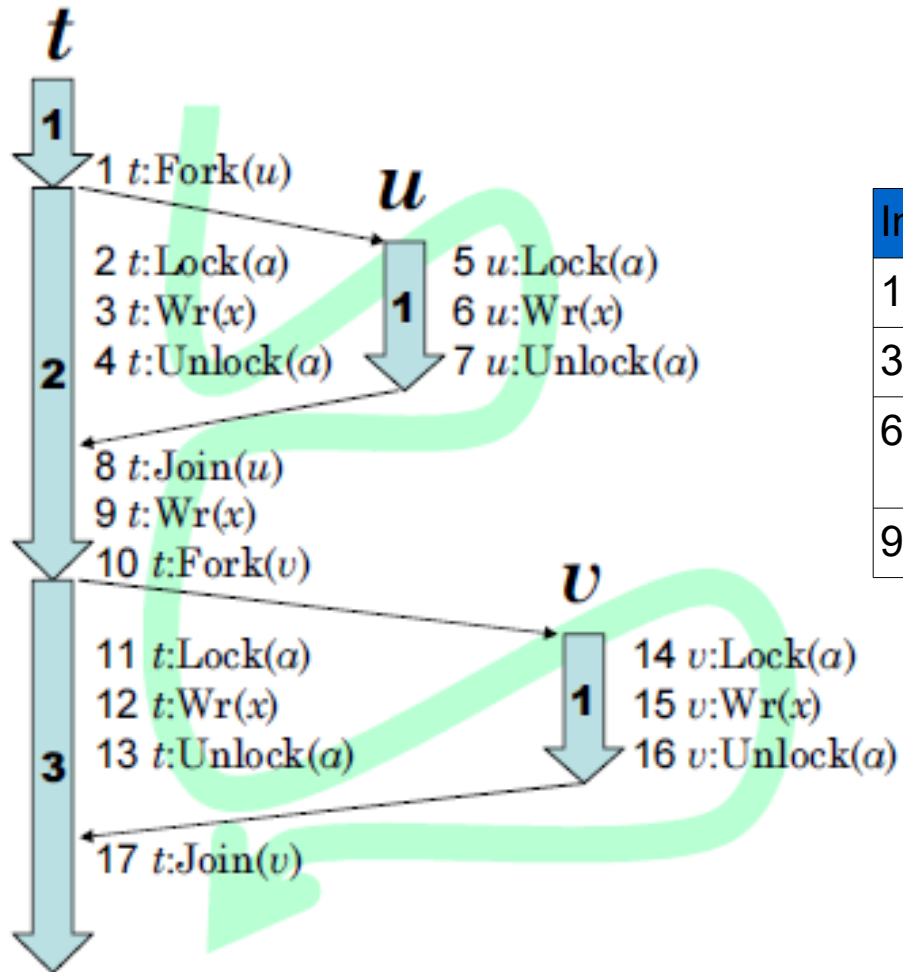 t
1
1 t:Fork(u)
u
2 t:Lock(a)
3 t:Wr(x)
4 t:Unlock(a)
2
1
5 u:Lock(a)
6 u:Wr(x)
7 u:Unlock(a)
8 t:Join(u)
9 t:Wr(x)
10 t:Fork(v)
v
11 t:Lock(a)
12 t:Wr(x)
13 t:Unlock(a)
3
1
14 v:Lock(a)
15 v:Wr(x)
16 v:Unlock(a)
17 t:Join(v)
1
3
6
9